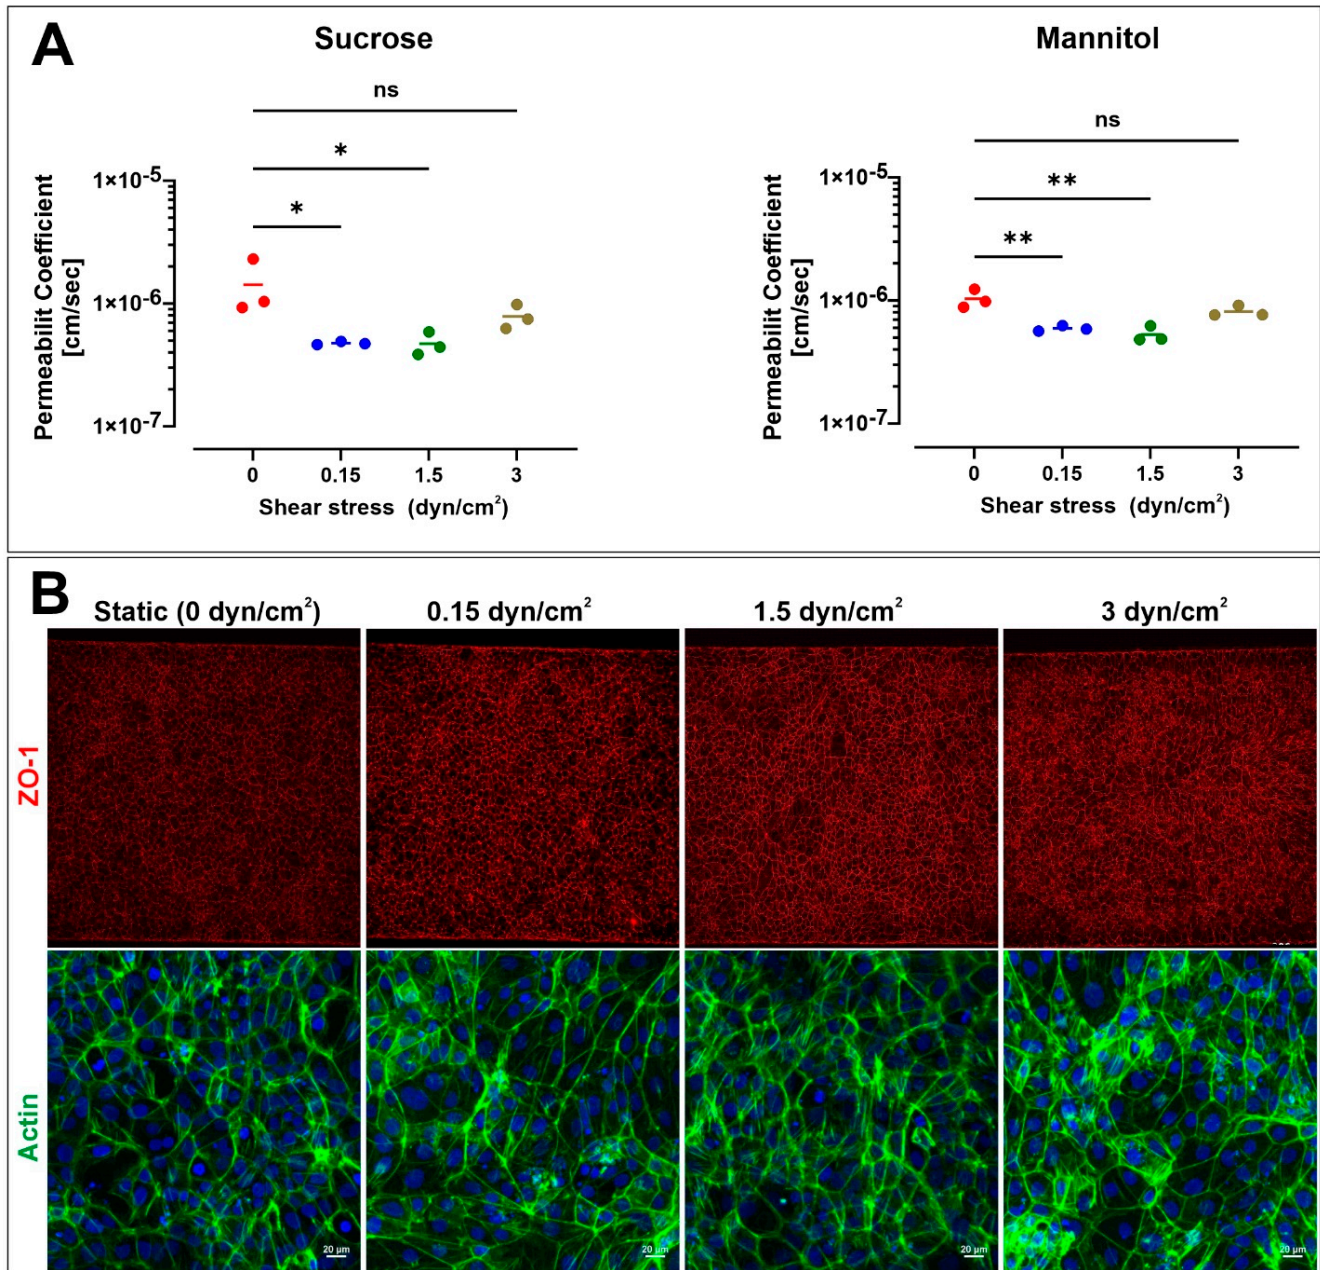 A
Sucrose
Mannitol
ns
*
*
ns
**
**
Permeabilit Coefficient
[cm/sec]
1×10-5
1×10-6
1×10-7
0 0.15 1.5 3
Shear stress (dyn/cm2)
Permeabilit Coefficient
[cm/sec]
1×10-5
1×10-6
1×10-7
0 0.15 1.5 3
Shear stress (dyn/cm2)
B
Static (0 dyn/cm2) 0.15 dyn/cm2 1.5 dyn/cm2 3 dyn/cm2
ZO-1
Actin
20 µm
20 µm
20 µm
20 µm